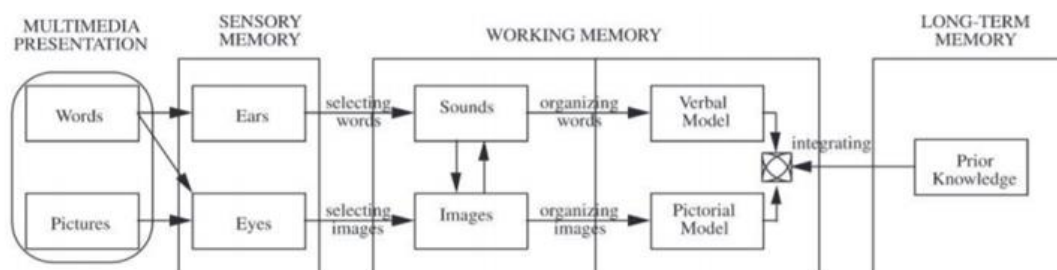 MULTIMEDIA
PRESENTATION
SENSORY
MEMORY
WORKING MEMORY
LONG-TERM
MEMORY
Words
Ears
selecting
words
Sounds
organizing
words
Verbal
Model
integrating
Prior
Knowledge
Pictures
Eyes
selecting
images
Images
organizing
images
Pictorial
Model